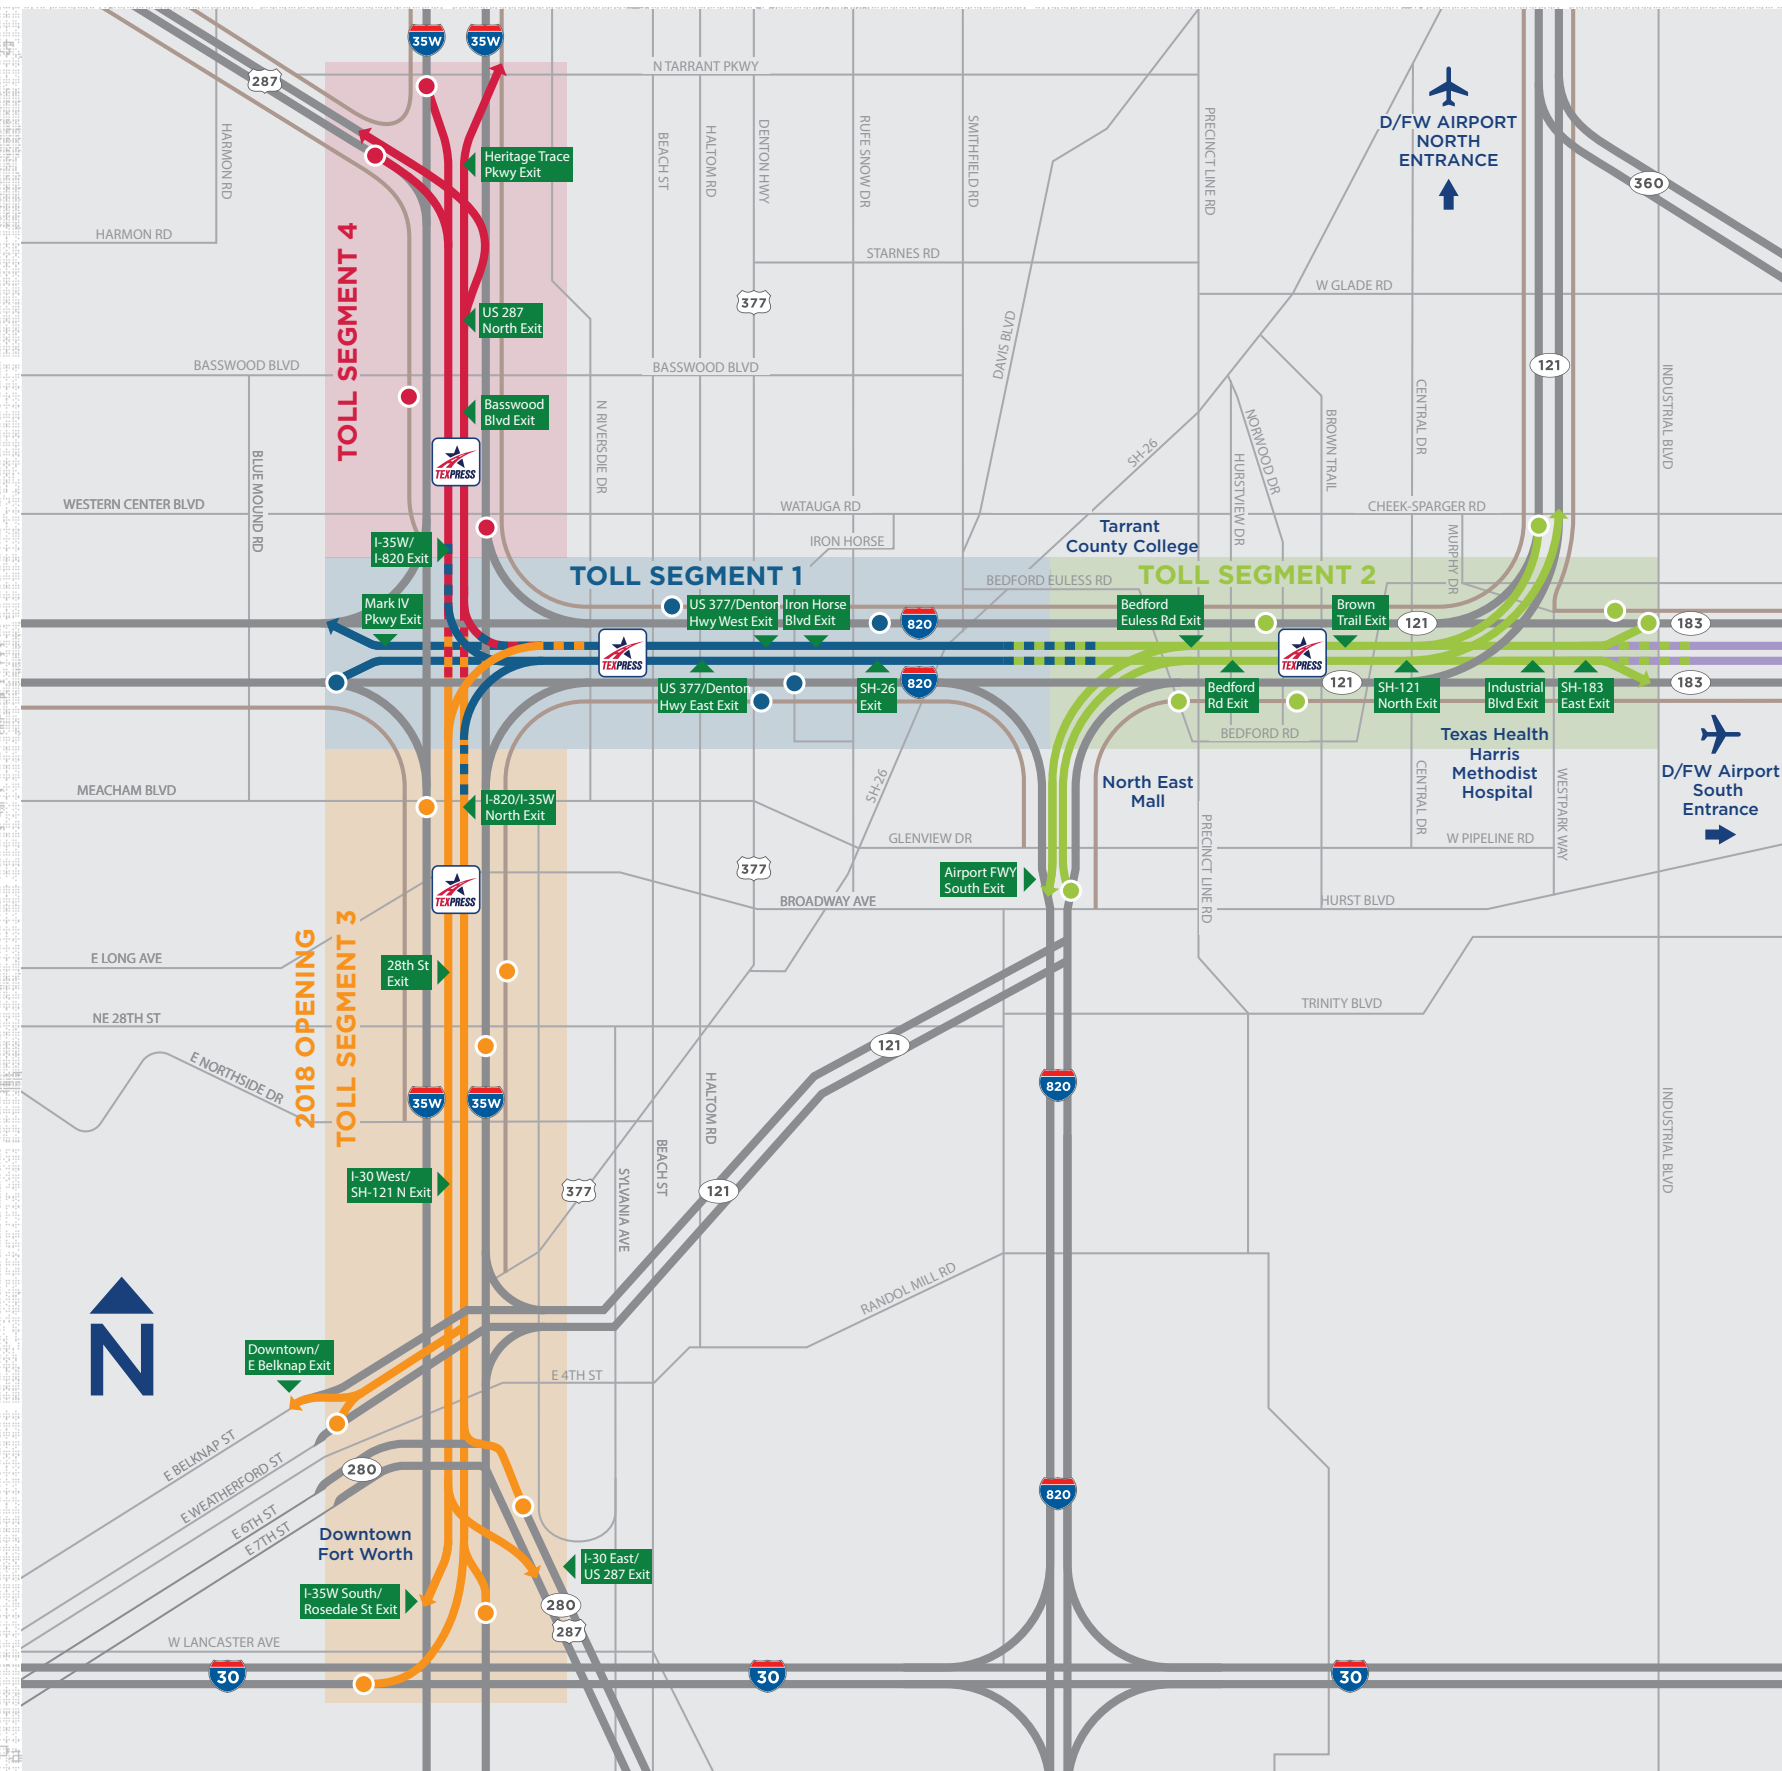 35W
35W
N TARRANT PKWY
287
D/FW AIRPORT
NORTH
ENTRANCE
HARMON RD
BEACH ST
HALTOM RD
DENTON HWY
RUFE SNOW DR
SMITHFIELD RD
PRECINCT LINE RD
Heritage Trace
Pkwy Exit
360
HARMON RD
STARNES RD
TOLL SEGMENT 4
W GLADE RD
377
US 287
North Exit
DAVIS BLVD
BASSWOOD BLVD
BASSWOOD BLVD
121
Basswood
Blvd Exit
N RIVERSDIE DR
NORWOOD DR
BROWN TRAIL
CENTRAL DR
INDUSTRIAL BLVD
SH-26
HURSTVIEW DR
BLUE MOUND RD
TEXPRESS
WESTERN CENTER BLVD
WATAUGA RD
CHEEK-SPARGER RD
I-35W/
I-820 Exit
IRON HORSE
Tarrant
County College
MURPHY DR
TOLL SEGMENT 1
BEDFORD EULESS RD
TOLL SEGMENT 2
Mark IV
Pkwy Exit
US 377/Denton
Hwy West Exit
Iron Horse
Blvd Exit
820
Bedford
Euless Rd Exit
Brown
Trail Exit
121
183
TEXPRESS
TEXPRESS
US 377/Denton
Hwy East Exit
SH-26
Exit
820
Bedford
Rd Exit
121
SH-121
North Exit
Industrial
Blvd Exit
SH-183
East Exit
183
BEDFORD RD
Texas Health
Harris
Methodist
Hospital
D/FW Airport
South
Entrance
North East
Mall
MEACHAM BLVD
I-820/I-35W
North Exit
SH-26
CENTRAL DR
WESTPARK WAY
GLENVIEW DR
W PIPELINE RD
PRECINCT LINE RD
377
TEXPRESS
Airport FWY
South Exit
BROADWAY AVE
HURST BLVD
2018 OPENING
TOLL SEGMENT 3
E LONG AVE
28th St
Exit
TRINITY BLVD
NE 28TH ST
121
E NORTHSIDE DR
35W
35W
820
HALTOM RD
BEACH ST
SYLVANIA AVE
INDUSTRIAL BLVD
I-30 West/
SH-121 N Exit
377
121
RANDOL MILL RD
N
Downtown/
E Belknap Exit
E 4TH ST
E BELKNAP ST
E WEATHERFORD ST
E 6TH ST
E 7TH ST
280
820
Downtown
Fort Worth
I-30 East/
US 287 Exit
I-35W South/
Rosedale St Exit
280
287
W LANCASTER AVE
30
30
30